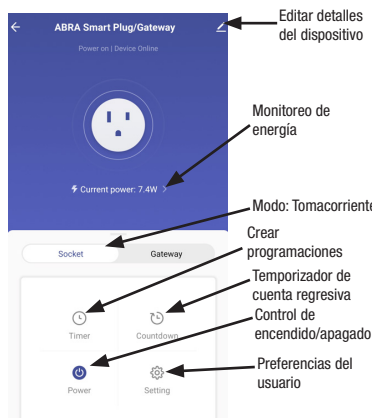 ABRA Smart Plug/Gateway
Power on | Device Online
Current power: 7.4W >
Socket
Gateway
Timer
Countdown
Power
Setting
Editar detalles
del dispositivo
Monitoreo de
energía
Modo: Tomacorriente
Crear
programaciones
Temporizador de
cuenta regresiva
Control de
encendido/apagado
Preferencias del
usuario